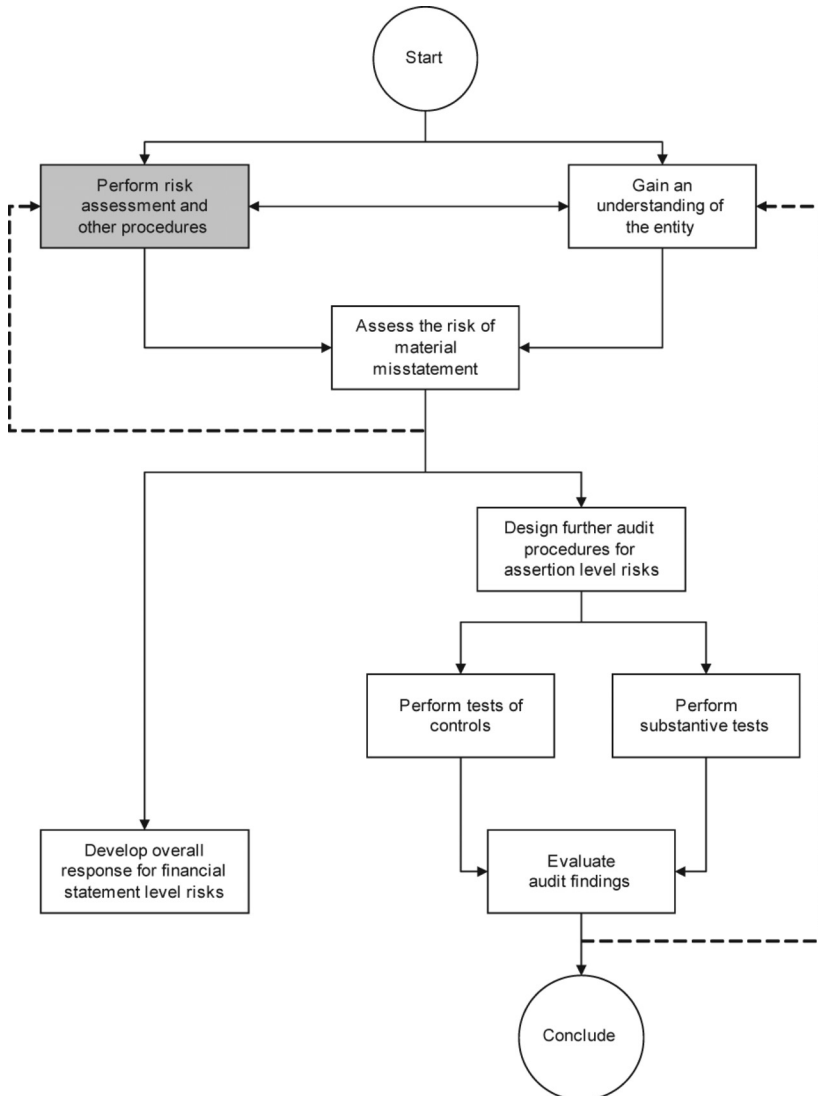 Start
Perform risk
assessment and
other procedures
Gain an
understanding of
the entity
Assess the risk of
material
misstatement
Design further audit
procedures for
assertion level risks
Perform tests of
controls
Perform
substantive tests
Develop overall
response for financial
statement level risks
Evaluate
audit findings
Conclude